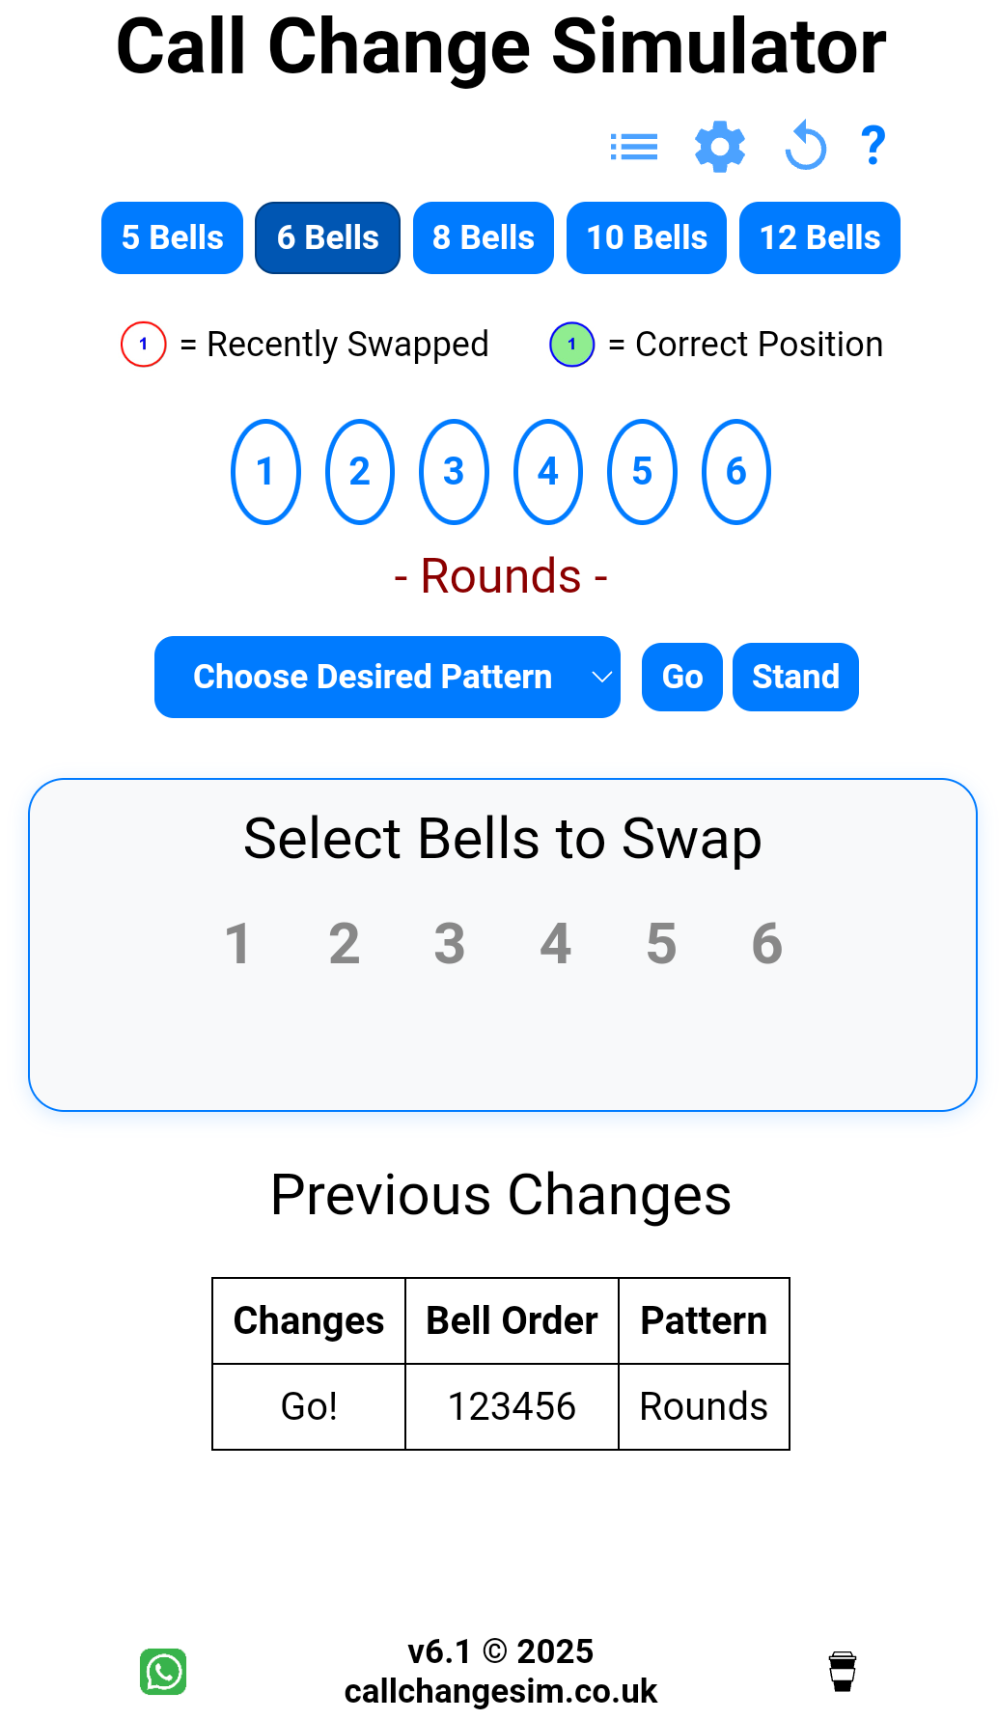 Call Change Simulator
?
5 Bells 6 Bells 8 Bells 10 Bells 12 Bells
1 = Recently Swapped 1 = Correct Position
1 2 3 4 5 6
- Rounds -
Choose Desired Pattern Go Stand
Select Bells to Swap
1 2 3 4 5 6
Previous Changes
Changes Bell Order Pattern
Go! 123456 Rounds
v6.1 © 2025
callchangesim.co.uk